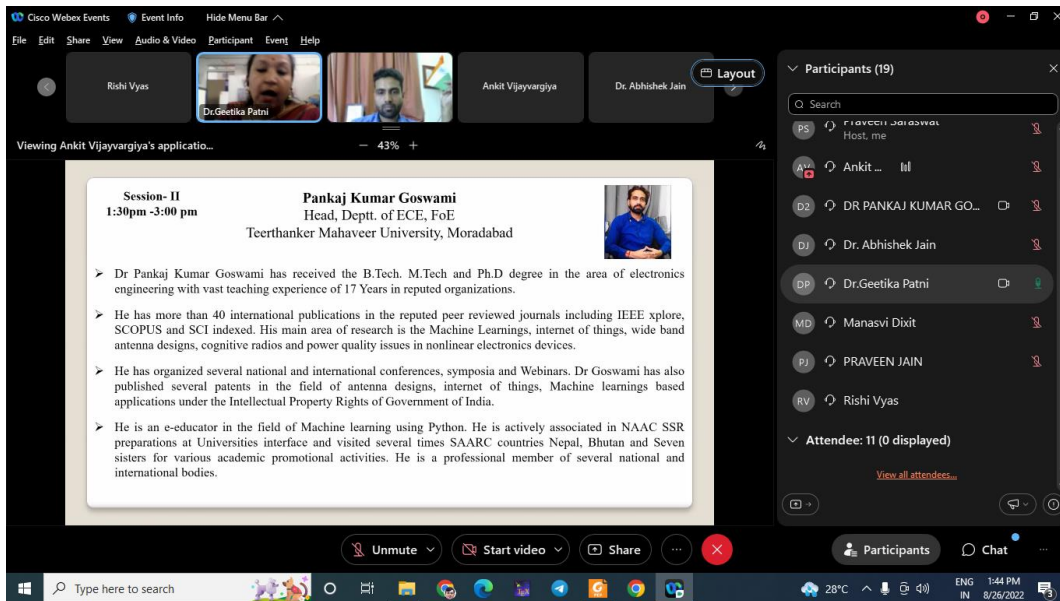 Cisco Webex Events Event Info Hide Menu Bar
File Edit Share View Audio & Video Participant Event Help
Rishi Vyas
Dr.Geetika Patni
Ankit Vijayvargiya
Dr. Abhishek Jain
Layout
Viewing Ankit Vijayvargiya's applicatio...
− 43% +
Session- II
1:30pm -3:00 pm
Pankaj Kumar Goswami
Head, Deptt. of ECE, FoE
Teerthanker Mahaveer University, Moradabad
➢ Dr Pankaj Kumar Goswami has received the B.Tech. M.Tech and Ph.D degree in the area of electronics
engineering with vast teaching experience of 17 Years in reputed organizations.
➢ He has more than 40 international publications in the reputed peer reviewed journals including IEEE xplore,
SCOPUS and SCI indexed. His main area of research is the Machine Learnings, internet of things, wide band
antenna designs, cognitive radios and power quality issues in nonlinear electronics devices.
➢ He has organized several national and international conferences, symposia and Webinars. Dr Goswami has also
published several patents in the field of antenna designs, internet of things, Machine learnings based
applications under the Intellectual Property Rights of Government of India.
➢ He is an e-educator in the field of Machine learning using Python. He is actively associated in NAAC SSR
preparations at Universities interface and visited several times SAARC countries Nepal, Bhutan and Seven
sisters for various academic promotional activities. He is a professional member of several national and
international bodies.
Participants (19)
Search
PS Praveen Saraswat
Host, me
AV Ankit ...
D2 DR PANKAJ KUMAR GO...
DJ Dr. Abhishek Jain
DP Dr.Geetika Patni
MD Manasvi Dixit
PJ PRAVEEN JAIN
RV Rishi Vyas
Attendee: 11 (0 displayed)
View all attendees...
Unmute Start video Share ...
Participants Chat ...
Type here to search
28°C
ENG
IN
1:44 PM
8/26/2022